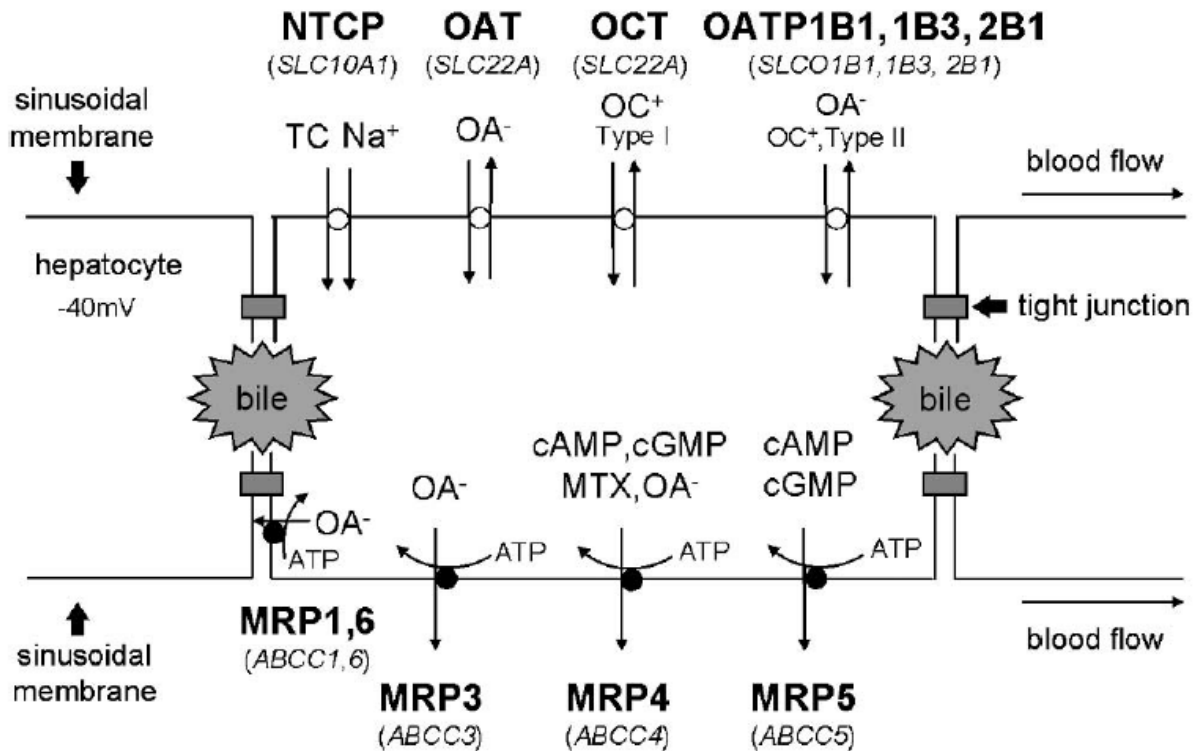 NTCP OAT OCT OATP1B1, 1B3, 2B1
(SLC10A1) (SLC22A) (SLC22A) (SLCO1B1,1B3, 2B1)
sinusoidal
membrane
TC Na⁺
OA⁻
OC⁺
Type I
OA⁻
OC⁺,Type II
blood flow
hepatocyte
-40mV
tight junction
bile
bile
OA⁻
ATP
OA⁻
ATP
cAMP,cGMP
MTX,OA⁻
ATP
cAMP
cGMP
ATP
MRP1,6
(ABCC1,6)
sinusoidal
membrane
blood flow
MRP3 MRP4 MRP5
(ABCC3) (ABCC4) (ABCC5)